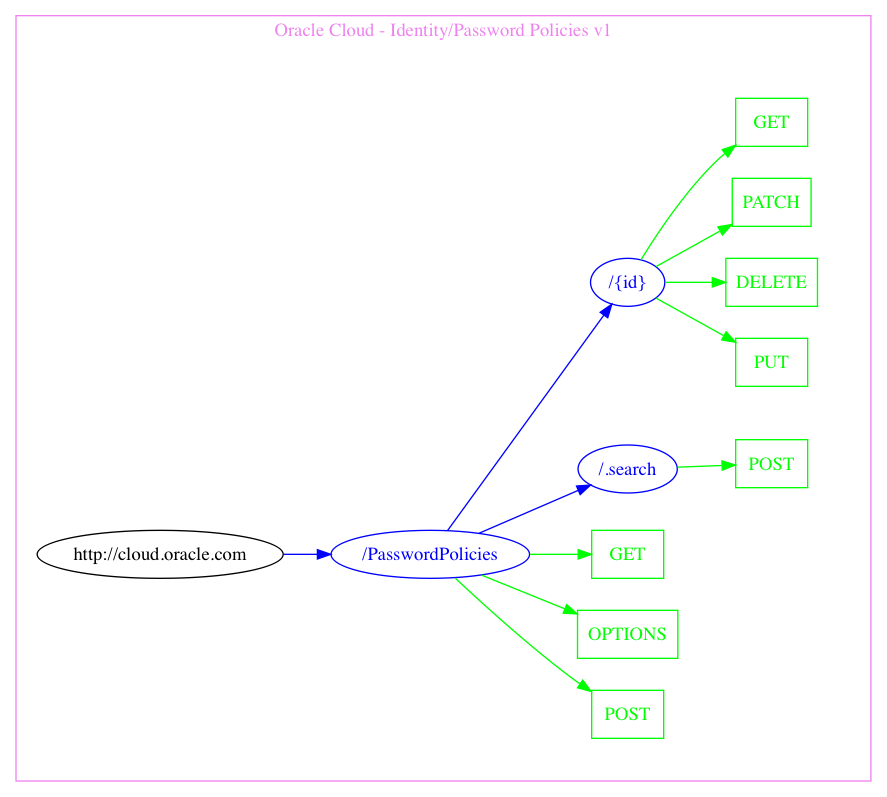 Oracle Cloud - Identity/Password Policies v1
GET
PATCH
/{id}
DELETE
PUT
/.search
POST
http://cloud.oracle.com
/PasswordPolicies
GET
OPTIONS
POST